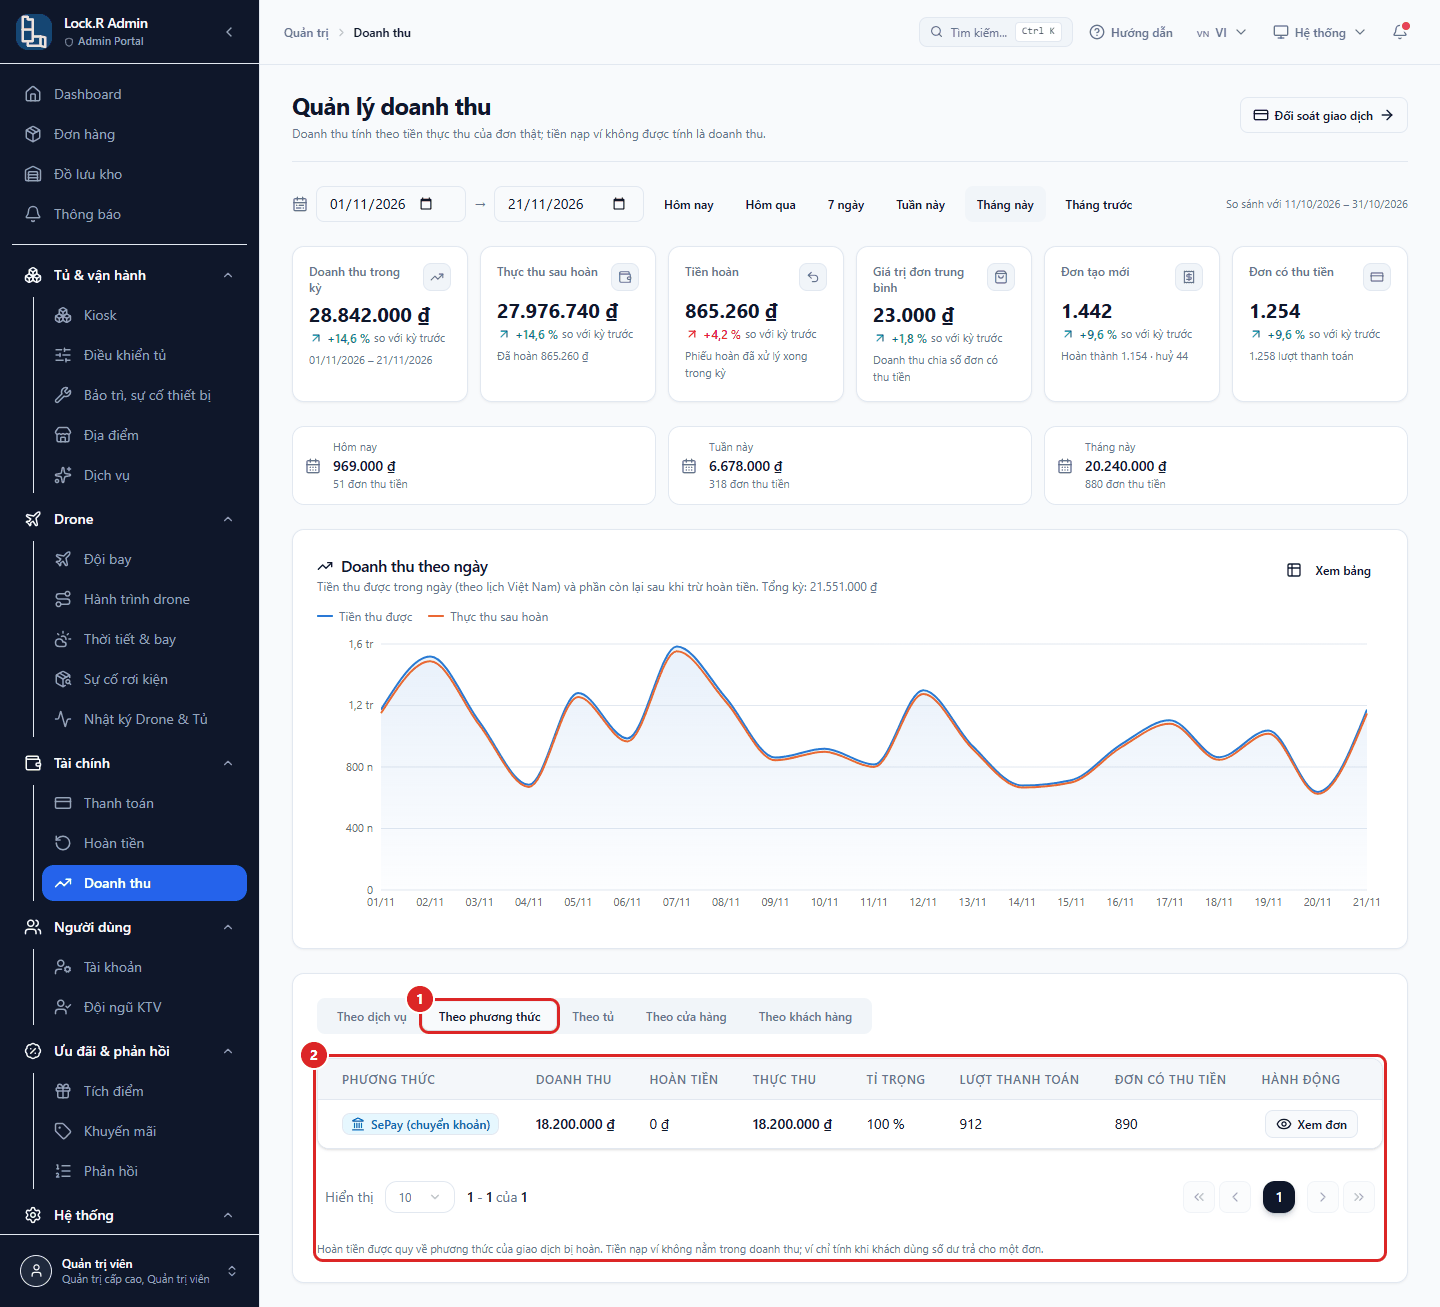 Lock.R Admin
Admin Portal
Dashboard
Đơn hàng
Đồ lưu kho
Thông báo
Tủ & vận hành
Kiosk
Điều khiển tủ
Bảo trì, sự cố thiết bị
Địa điểm
Dịch vụ
Drone
Đội bay
Hành trình drone
Thời tiết & bay
Sự cố rơi kiện
Nhật ký Drone & Tủ
Tài chính
Thanh toán
Hoàn tiền
Doanh thu
Người dùng
Tài khoản
Đội ngũ KTV
Ưu đãi & phản hồi
Tích điểm
Khuyến mãi
Phản hồi
Hệ thống
Quản trị viên
Quản trị cấp cao, Quản trị viên
Quản trị > Doanh thu
Tìm kiếm... Ctrl K
Hướng dẫn
VN VI
Hệ thống
Quản lý doanh thu
Doanh thu tính theo tiền thực thu của đơn thật; tiền nạp ví không được tính là doanh thu.
Đối soát giao dịch →
01/11/2026 → 21/11/2026 Hôm nay Hôm qua 7 ngày Tuần này Tháng này Tháng trước
So sánh với 11/10/2026 – 31/10/2026
Doanh thu trong kỳ
28.842.000 ₫
+14,6 % so với kỳ trước
01/11/2026 – 21/11/2026
Thực thu sau hoàn
27.976.740 ₫
+14,6 % so với kỳ trước
Đã hoàn 865.260 ₫
Tiền hoàn
865.260 ₫
+4,2 % so với kỳ trước
Phiếu hoàn đã xử lý xong
trong kỳ
Giá trị đơn trung
bình
23.000 ₫
+1,8 % so với kỳ trước
Doanh thu chia số đơn có
thu tiền
Đơn tạo mới
1.442
+9,6 % so với kỳ trước
Hoàn thành 1.154 · huỷ 44
Đơn có thu tiền
1.254
+9,6 % so với kỳ trước
1.258 lượt thanh toán
Hôm nay
969.000 ₫
51 đơn thu tiền
Tuần này
6.678.000 ₫
318 đơn thu tiền
Tháng này
20.240.000 ₫
880 đơn thu tiền
Doanh thu theo ngày
Tiền thu được trong ngày (theo lịch Việt Nam) và phần còn lại sau khi trừ hoàn tiền. Tổng kỳ: 21.551.000 ₫
Xem bảng
Tiền thu được Thực thu sau hoàn
1,6 tr
1,2 tr
800 n
400 n
0
01/11 02/11 03/11 04/11 05/11 06/11 07/11 08/11 09/11 10/11 11/11 12/11 13/11 14/11 15/11 16/11 17/11 18/11 19/11 20/11 21/11
1
Theo dịch vụ Theo phương thức Theo tủ Theo cửa hàng Theo khách hàng
2
PHƯƠNG THỨC DOANH THU HOÀN TIỀN THỰC THU TỈ TRỌNG LƯỢT THANH TOÁN ĐƠN CÓ THU TIỀN HÀNH ĐỘNG
SePay (chuyển khoản) 18.200.000 ₫ 0 ₫ 18.200.000 ₫ 100 % 912 890 Xem đơn
Hiển thị 10 1 - 1 của 1
« ‹ 1 › »
Hoàn tiền được quy về phương thức của giao dịch bị hoàn. Tiền nạp ví không nằm trong doanh thu; ví chỉ tính khi khách dùng số dư trả cho một đơn.